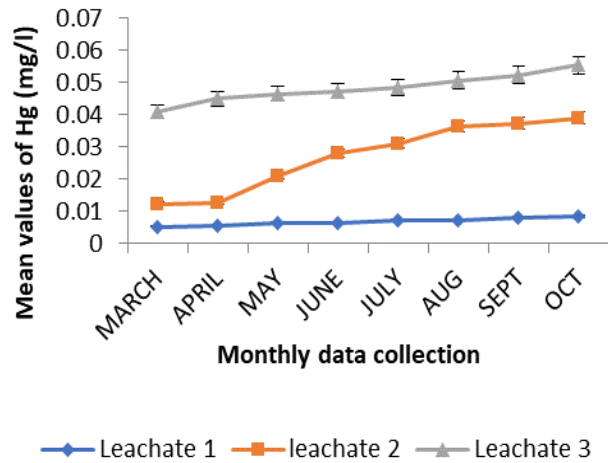 Mean values of Hg (mg/l)
0.07
0.06
0.05
0.04
0.03
0.02
0.01
0
MARCH
APRIL
MAY
JUNE
JULY
AUG
SEPT
OCT
Monthly data collection
Leachate 1
leachate 2
Leachate 3